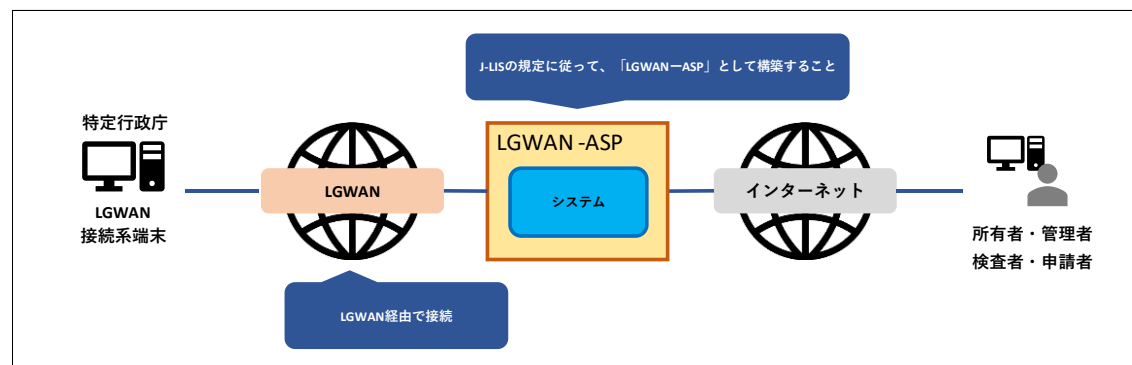 J-LISの規定に従って、「LGWANーASP」として構築すること
特定行政庁
LGWAN
接続系端末
LGWAN
LGWAN経由で接続
LGWAN -ASP
システム
インターネット
所有者・管理者
検査者・申請者